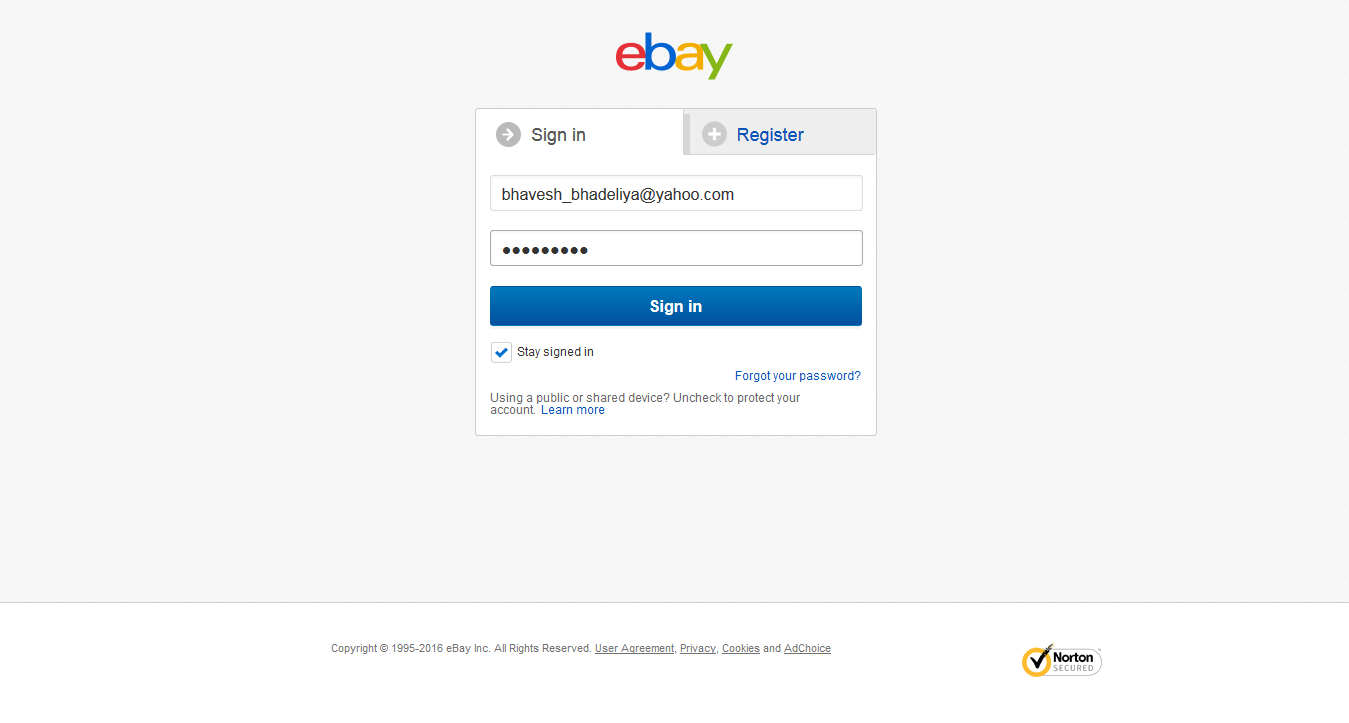 ebay
Sign in
Register
bhavesh_bhadeliya@yahoo.com
●●●●●●●●●
Sign in
Stay signed in
Forgot your password?
Using a public or shared device? Uncheck to protect your
account. Learn more
Copyright © 1995-2016 eBay Inc. All Rights Reserved. User Agreement, Privacy, Cookies and AdChoice
Norton
SECURED